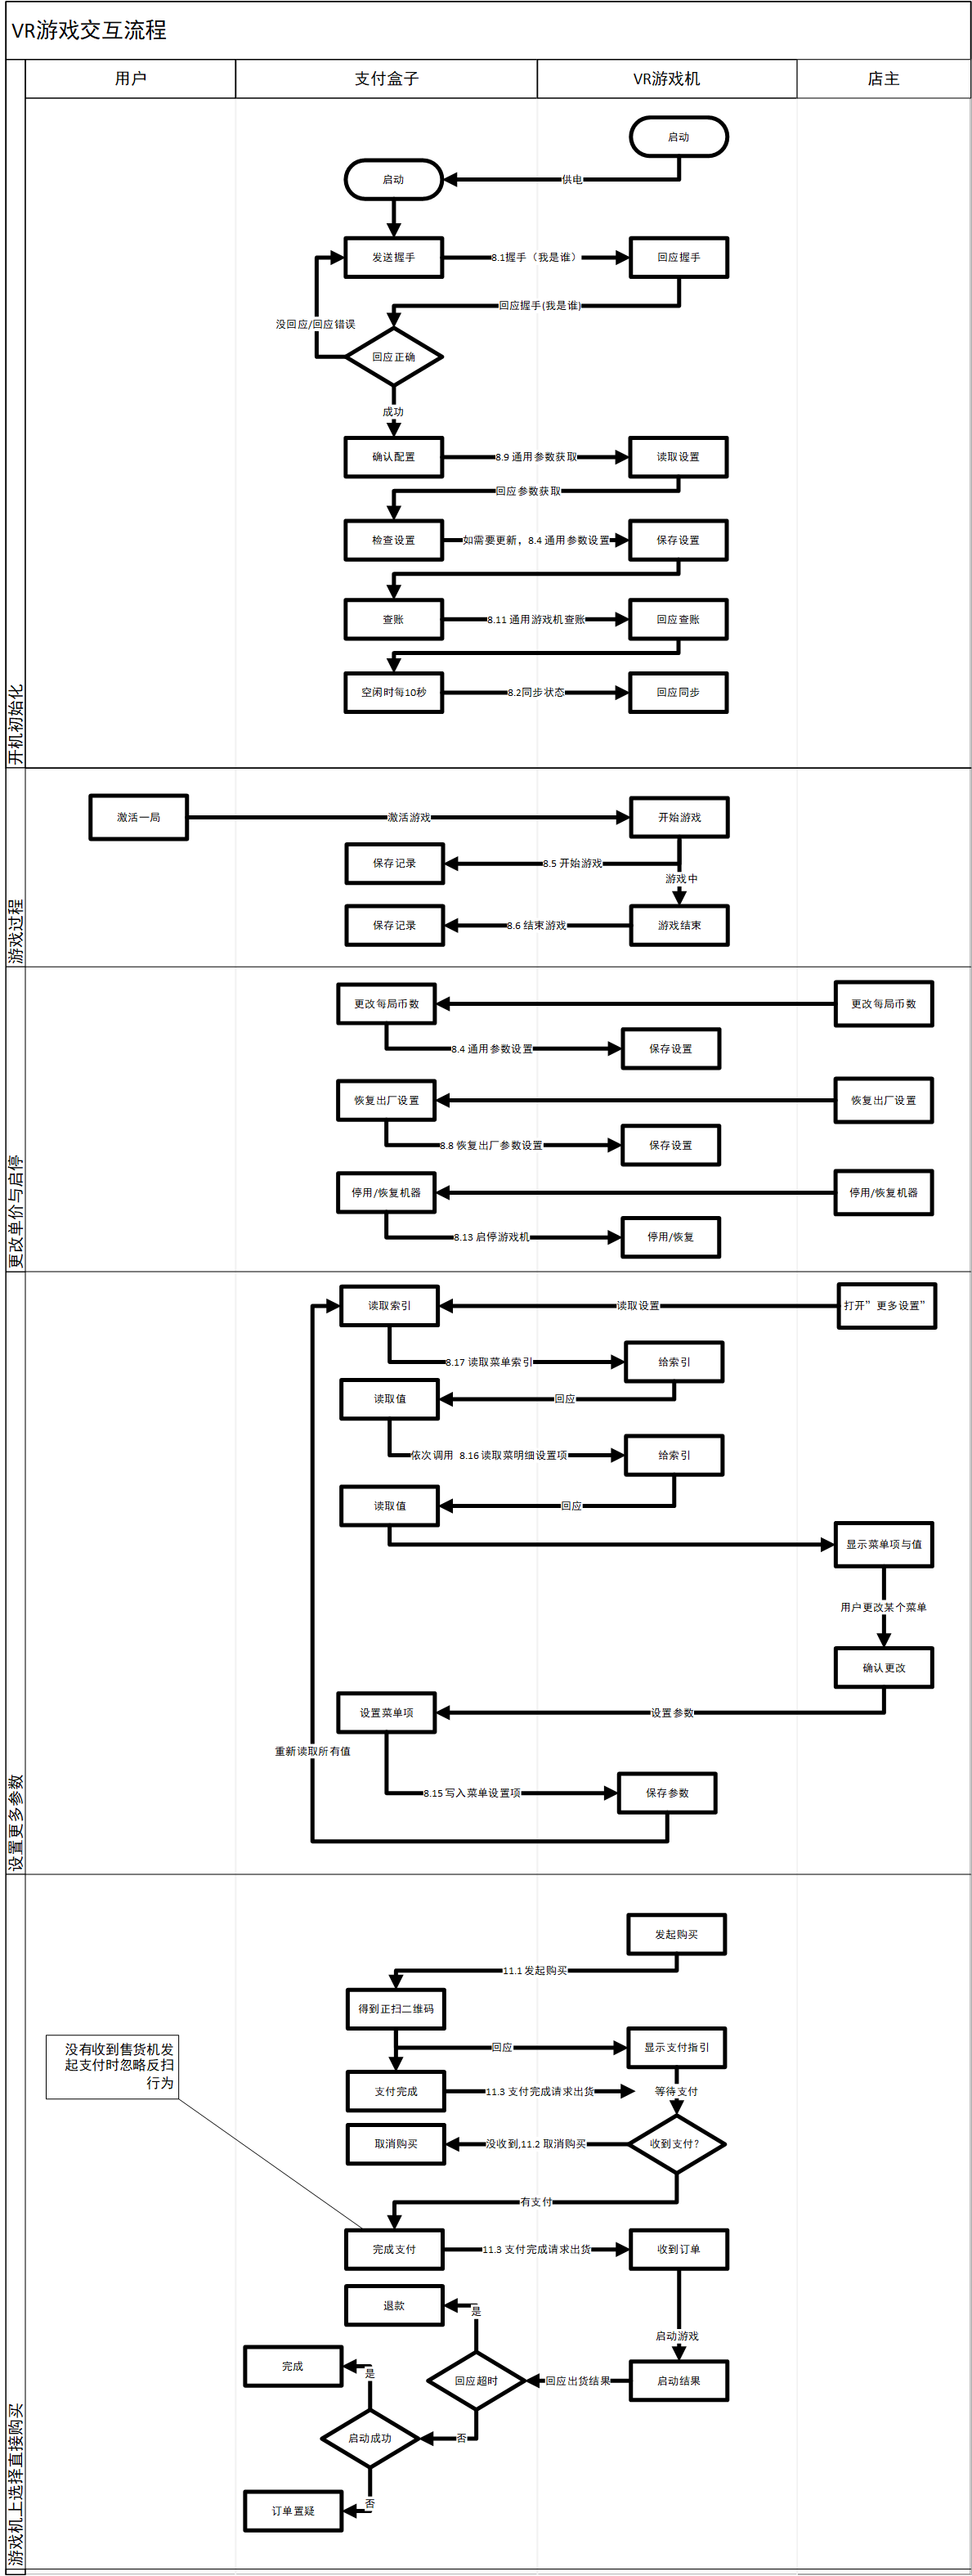 VR游戏交互流程
用户
支付盒子
VR游戏机
店主
开机初始化
启动
供电
启动
发送握手
8.1握手（我是谁）
回应握手
回应握手(我是谁)
没回应/回应错误
回应正确
成功
确认配置
8.9 通用参数获取
读取设置
回应参数获取
检查设置
如需要更新，8.4 通用参数设置
保存设置
查账
8.11 通用游戏机查账
回应查账
空闲时每10秒
8.2同步状态
回应同步
游戏过程
激活一局
激活游戏
开始游戏
保存记录
8.5 开始游戏
游戏中
保存记录
8.6 结束游戏
游戏结束
更改单价与启停
更改每局币数
更改每局币数
8.4 通用参数设置
保存设置
恢复出厂设置
恢复出厂设置
8.8 恢复出厂参数设置
保存设置
停用/恢复机器
停用/恢复机器
8.13 启停游戏机
停用/恢复
设置更多参数
读取索引
读取设置
打开”更多设置”
8.17 读取菜单索引
给索引
读取值
回应
依次调用 8.16 读取菜明细设置项
给索引
读取值
回应
显示菜单项与值
用户更改某个菜单
确认更改
设置菜单项
设置参数
重新读取所有值
8.15 写入菜单设置项
保存参数
游戏机上选择直接购买
发起购买
11.1 发起购买
得到正扫二维码
没有收到售货机发
起支付时忽略反扫
行为
回应
显示支付指引
支付完成
11.3 支付完成请求出货
等待支付
取消购买
没收到,11.2 取消购买
收到支付?
有支付
完成支付
11.3 支付完成请求出货
收到订单
退款
是
启动游戏
完成
是
回应超时
回应出货结果
启动结果
启动成功
否
订单置疑
否